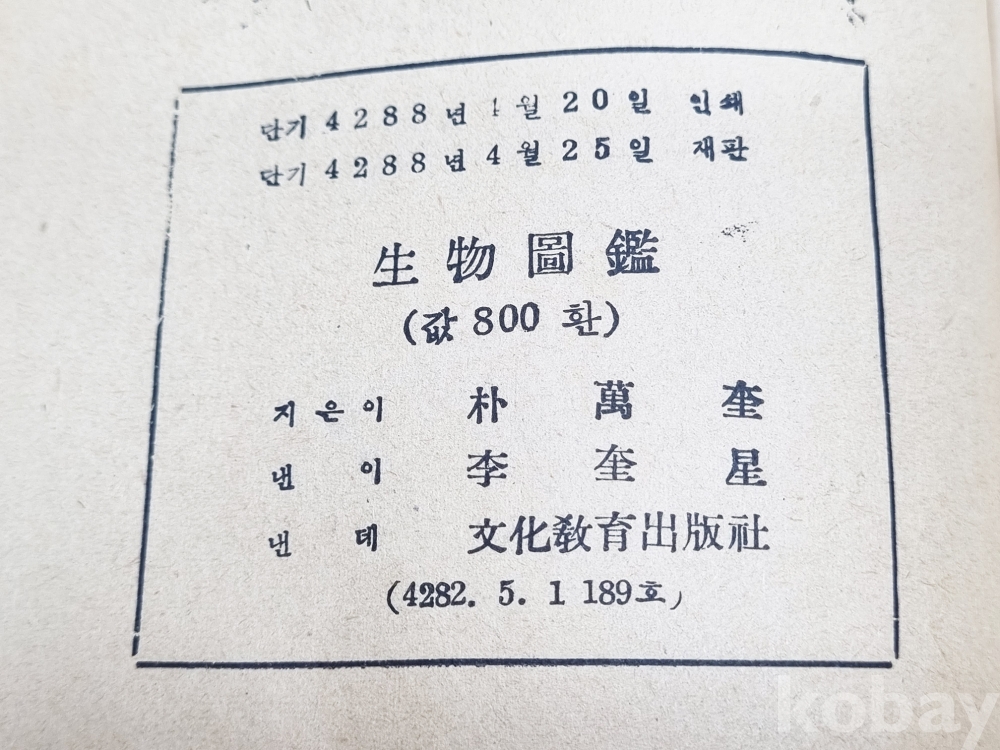 단기 4288년 4월 20일 인쇄
단기 4288년 4월 25일 재판
生物圖鑑
(값 800 환)
지은이 朴萬奎
낸이 李奎星
낸데 文化敎育出版社
(4282. 5. 1 189호)
kobay